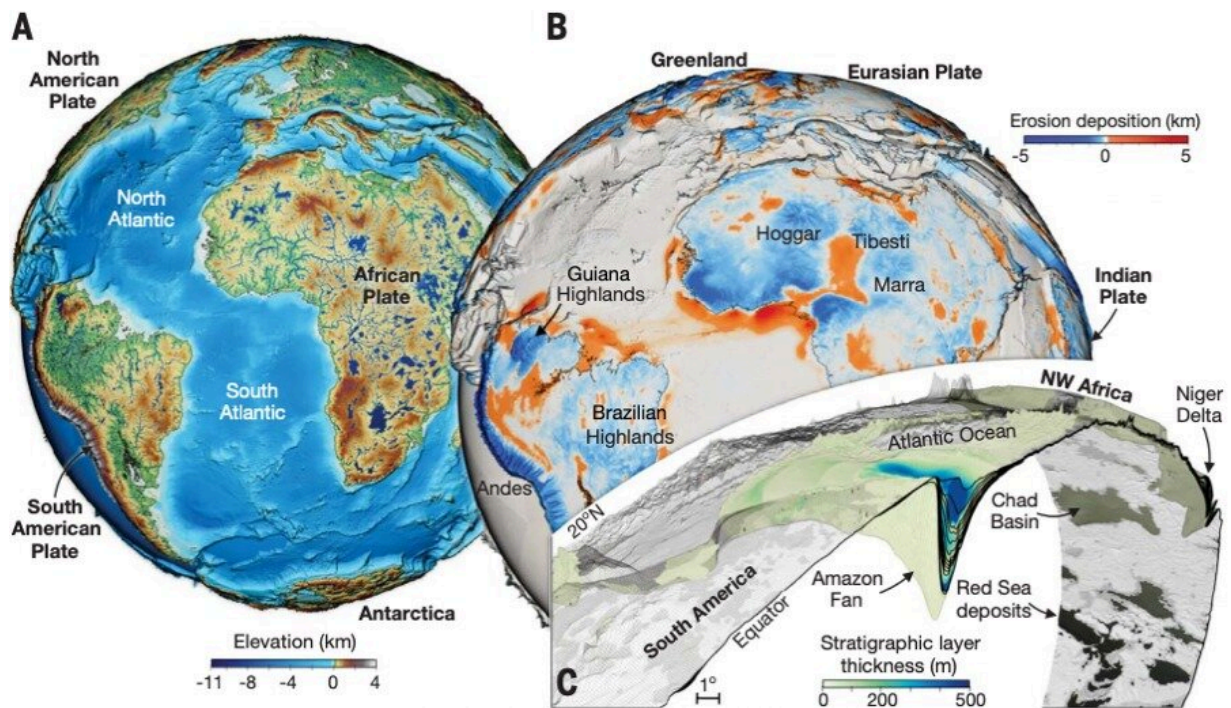 A
North
American
Plate
North
Atlantic
African
Plate
South
Atlantic
South
American
Plate
Antarctica
Elevation (km)
-11 -8 -4 0 4
B
Greenland
Eurasian Plate
Erosion deposition (km)
-5 0 5
Hoggar
Tibesti
Marra
Guiana
Highlands
Indian
Plate
Brazilian
Highlands
Andes
20°N
NW Africa
Niger
Delta
Atlantic Ocean
Chad
Basin
Amazon
Fan
Red Sea
deposits
South America
Equator
Stratigraphic layer
thickness (m)
0 200 500
C
1°